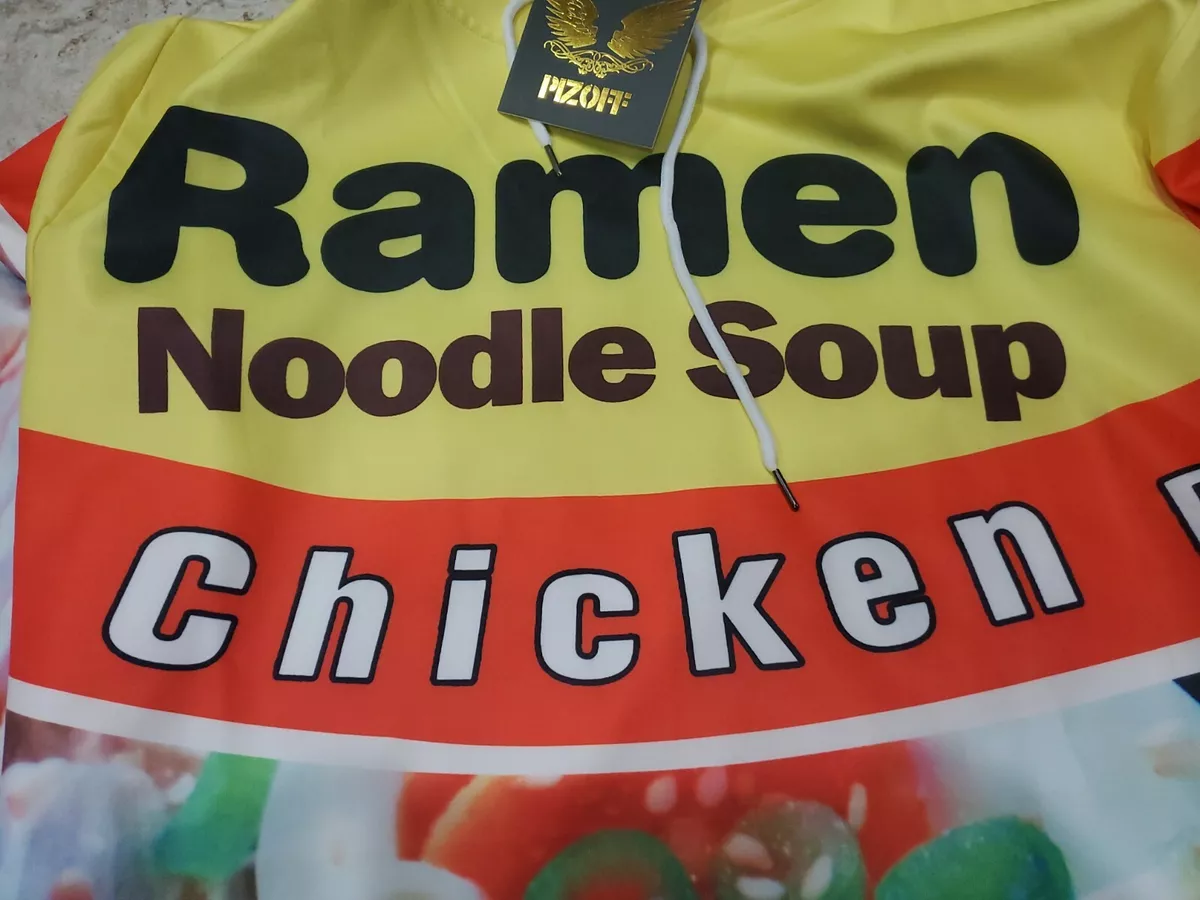 PIZOFF
Ramen
Noodle Soup
Chicken